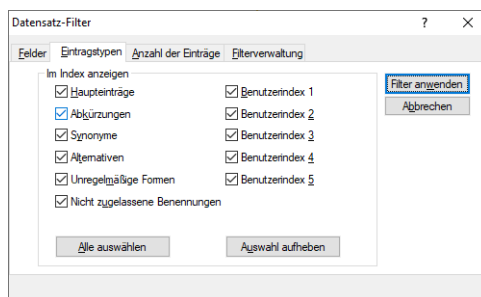 Datensatz-Filter ? ×
Felder Eintragstypen Anzahl der Einträge Filterverwaltung
Im Index anzeigen
Haupteinträge Benutzerindex 1
Filter anwenden
Abkürzungen Benutzerindex 2
Abbrechen
Synonyme Benutzerindex 3
Alternativen Benutzerindex 4
Unregelmäßige Formen Benutzerindex 5
Nicht zugelassene Benennungen
Alle auswählen Auswahl aufheben